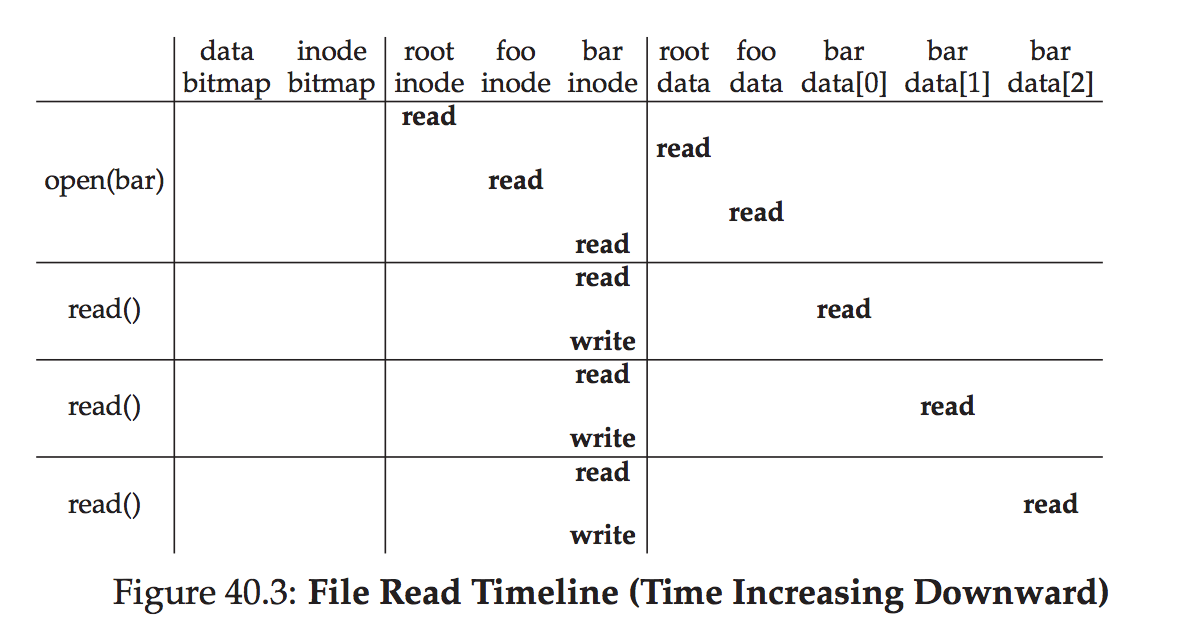 data inode root foo bar root foo bar bar bar
bitmap bitmap inode inode inode data data data[0] data[1] data[2]
read
read
open(bar) read
read
read
read
read() read
write
read
read() read
write
read
read() read
write
Figure 40.3: File Read Timeline (Time Increasing Downward)